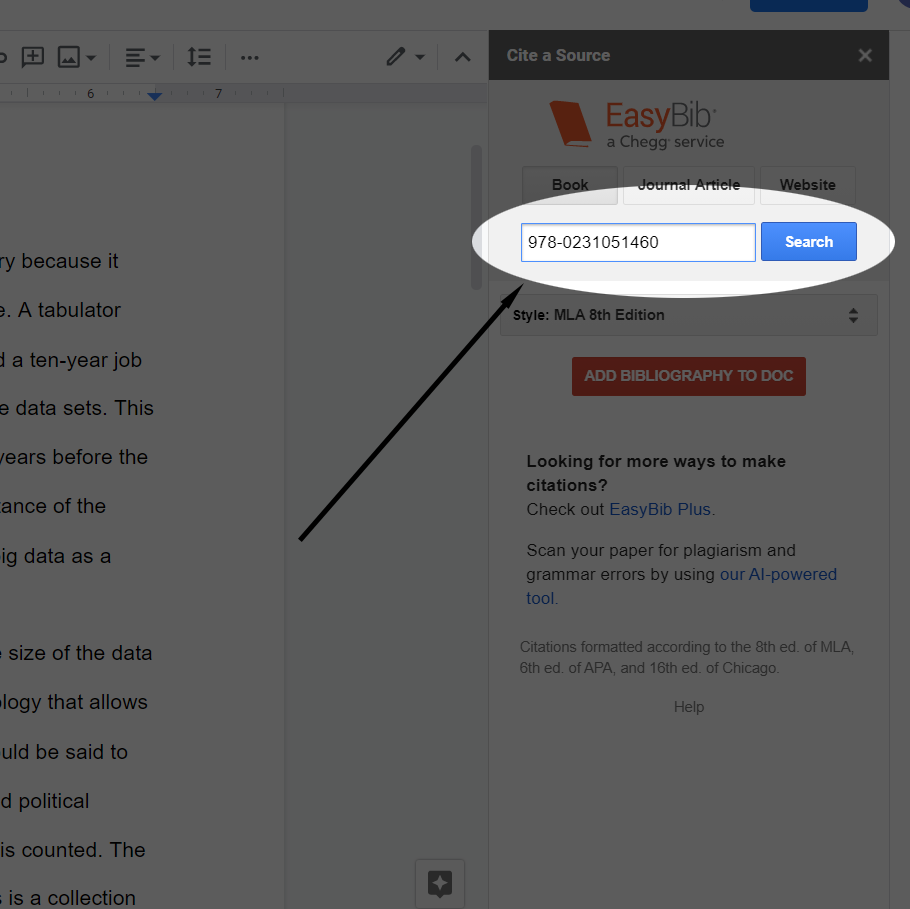 6
7
ry because it
e. A tabulator
d a ten-year job
e data sets. This
years before the
tance of the
ig data as a
size of the data
logy that allows
uld be said to
d political
is counted. The
s is a collection
Cite a Source
EasyBib
a Chegg service
Book Journal Article Website
978-0231051460 Search
Style: MLA 8th Edition
ADD BIBLIOGRAPHY TO DOC
Looking for more ways to make
citations?
Check out EasyBib Plus.
Scan your paper for plagiarism and
grammar errors by using our AI-powered
tool.
Citations formatted according to the 8th ed. of MLA,
6th ed. of APA, and 16th ed. of Chicago.
Help